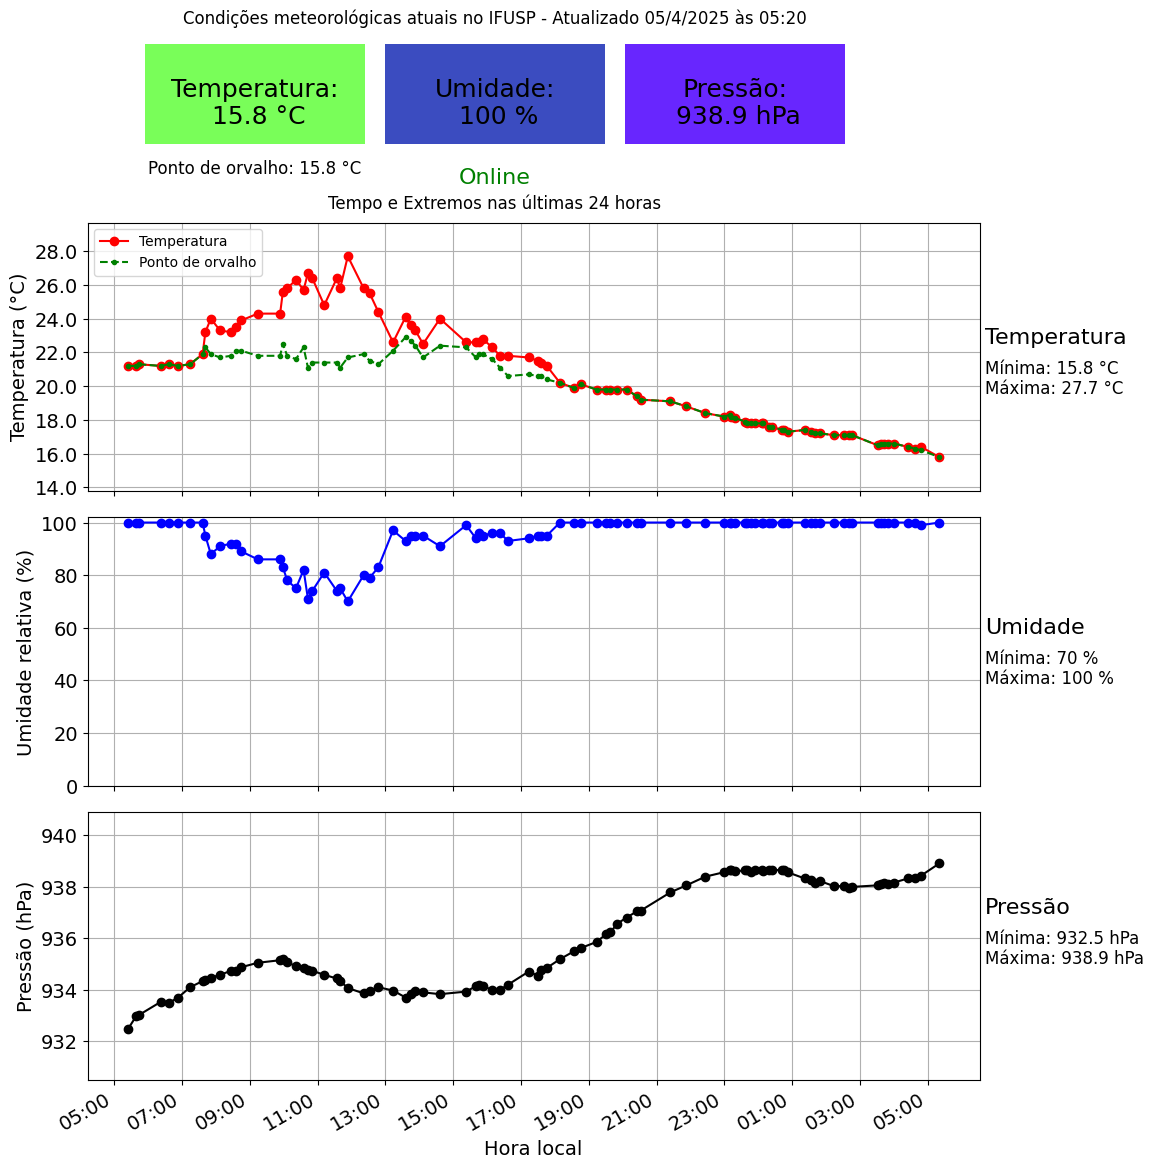 Condições meteorológicas atuais no IFUSP - Atualizado 05/4/2025 às 05:20
Temperatura:
15.8 °C
Umidade:
100 %
Pressão:
938.9 hPa
Ponto de orvalho: 15.8 °C
Online
Tempo e Extremos nas últimas 24 horas
Temperatura
Ponto de orvalho
Temperatura (°C)
28.0
26.0
24.0
22.0
20.0
18.0
16.0
14.0
Temperatura
Mínima: 15.8 °C
Máxima: 27.7 °C
Umidade relativa (%)
100
80
60
40
20
0
Umidade
Mínima: 70 %
Máxima: 100 %
Pressão (hPa)
940
938
936
934
932
Pressão
Mínima: 932.5 hPa
Máxima: 938.9 hPa
05:00
07:00
09:00
11:00
13:00
15:00
17:00
19:00
21:00
23:00
01:00
03:00
05:00
Hora local